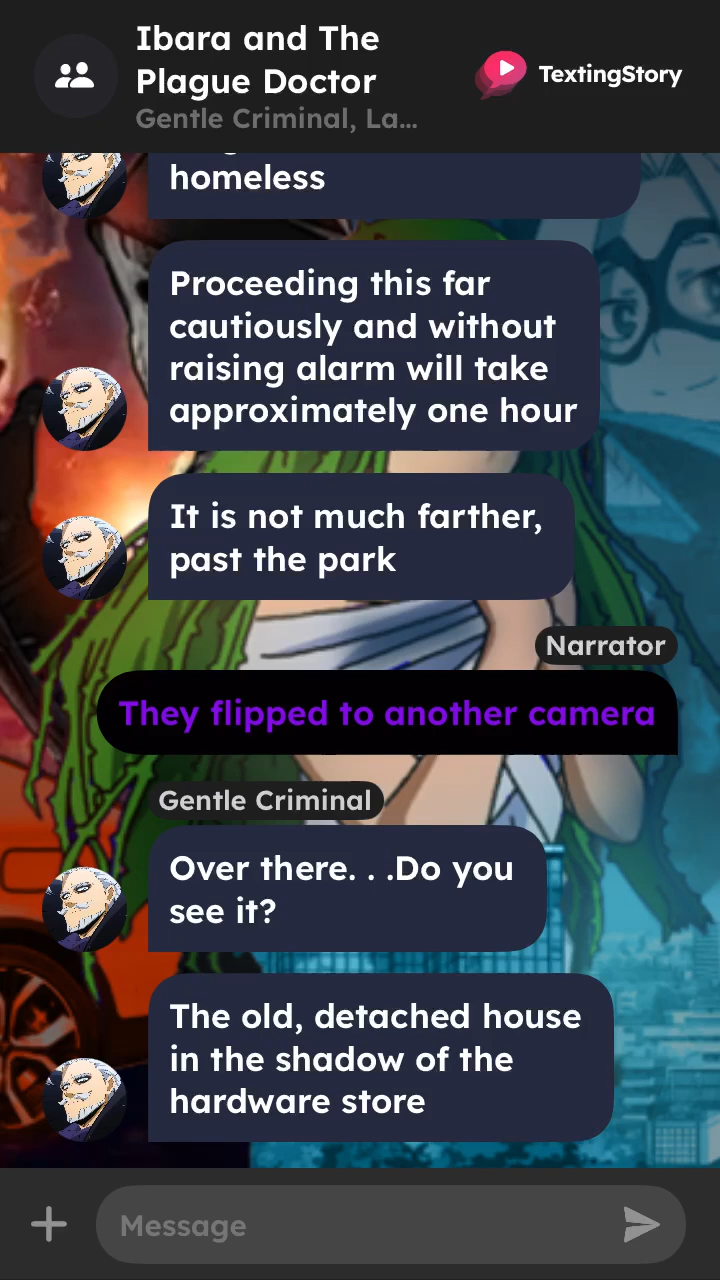 Ibara and The
Plague Doctor
Gentle Criminal, La...
TextingStory
homeless
Proceeding this far
cautiously and without
raising alarm will take
approximately one hour
It is not much farther,
past the park
Narrator
They flipped to another camera
Gentle Criminal
Over there. . .Do you
see it?
The old, detached house
in the shadow of the
hardware store
Message